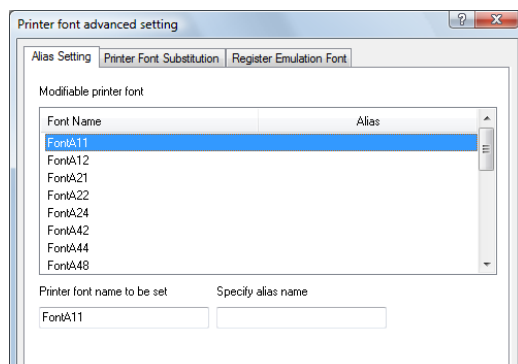 Printer font advanced setting
Alias Setting Printer Font Substitution Register Emulation Font
Modifiable printer font
Font Name Alias
FontA11
FontA12
FontA21
FontA22
FontA24
FontA42
FontA44
FontA48
Printer font name to be set Specify alias name
FontA11